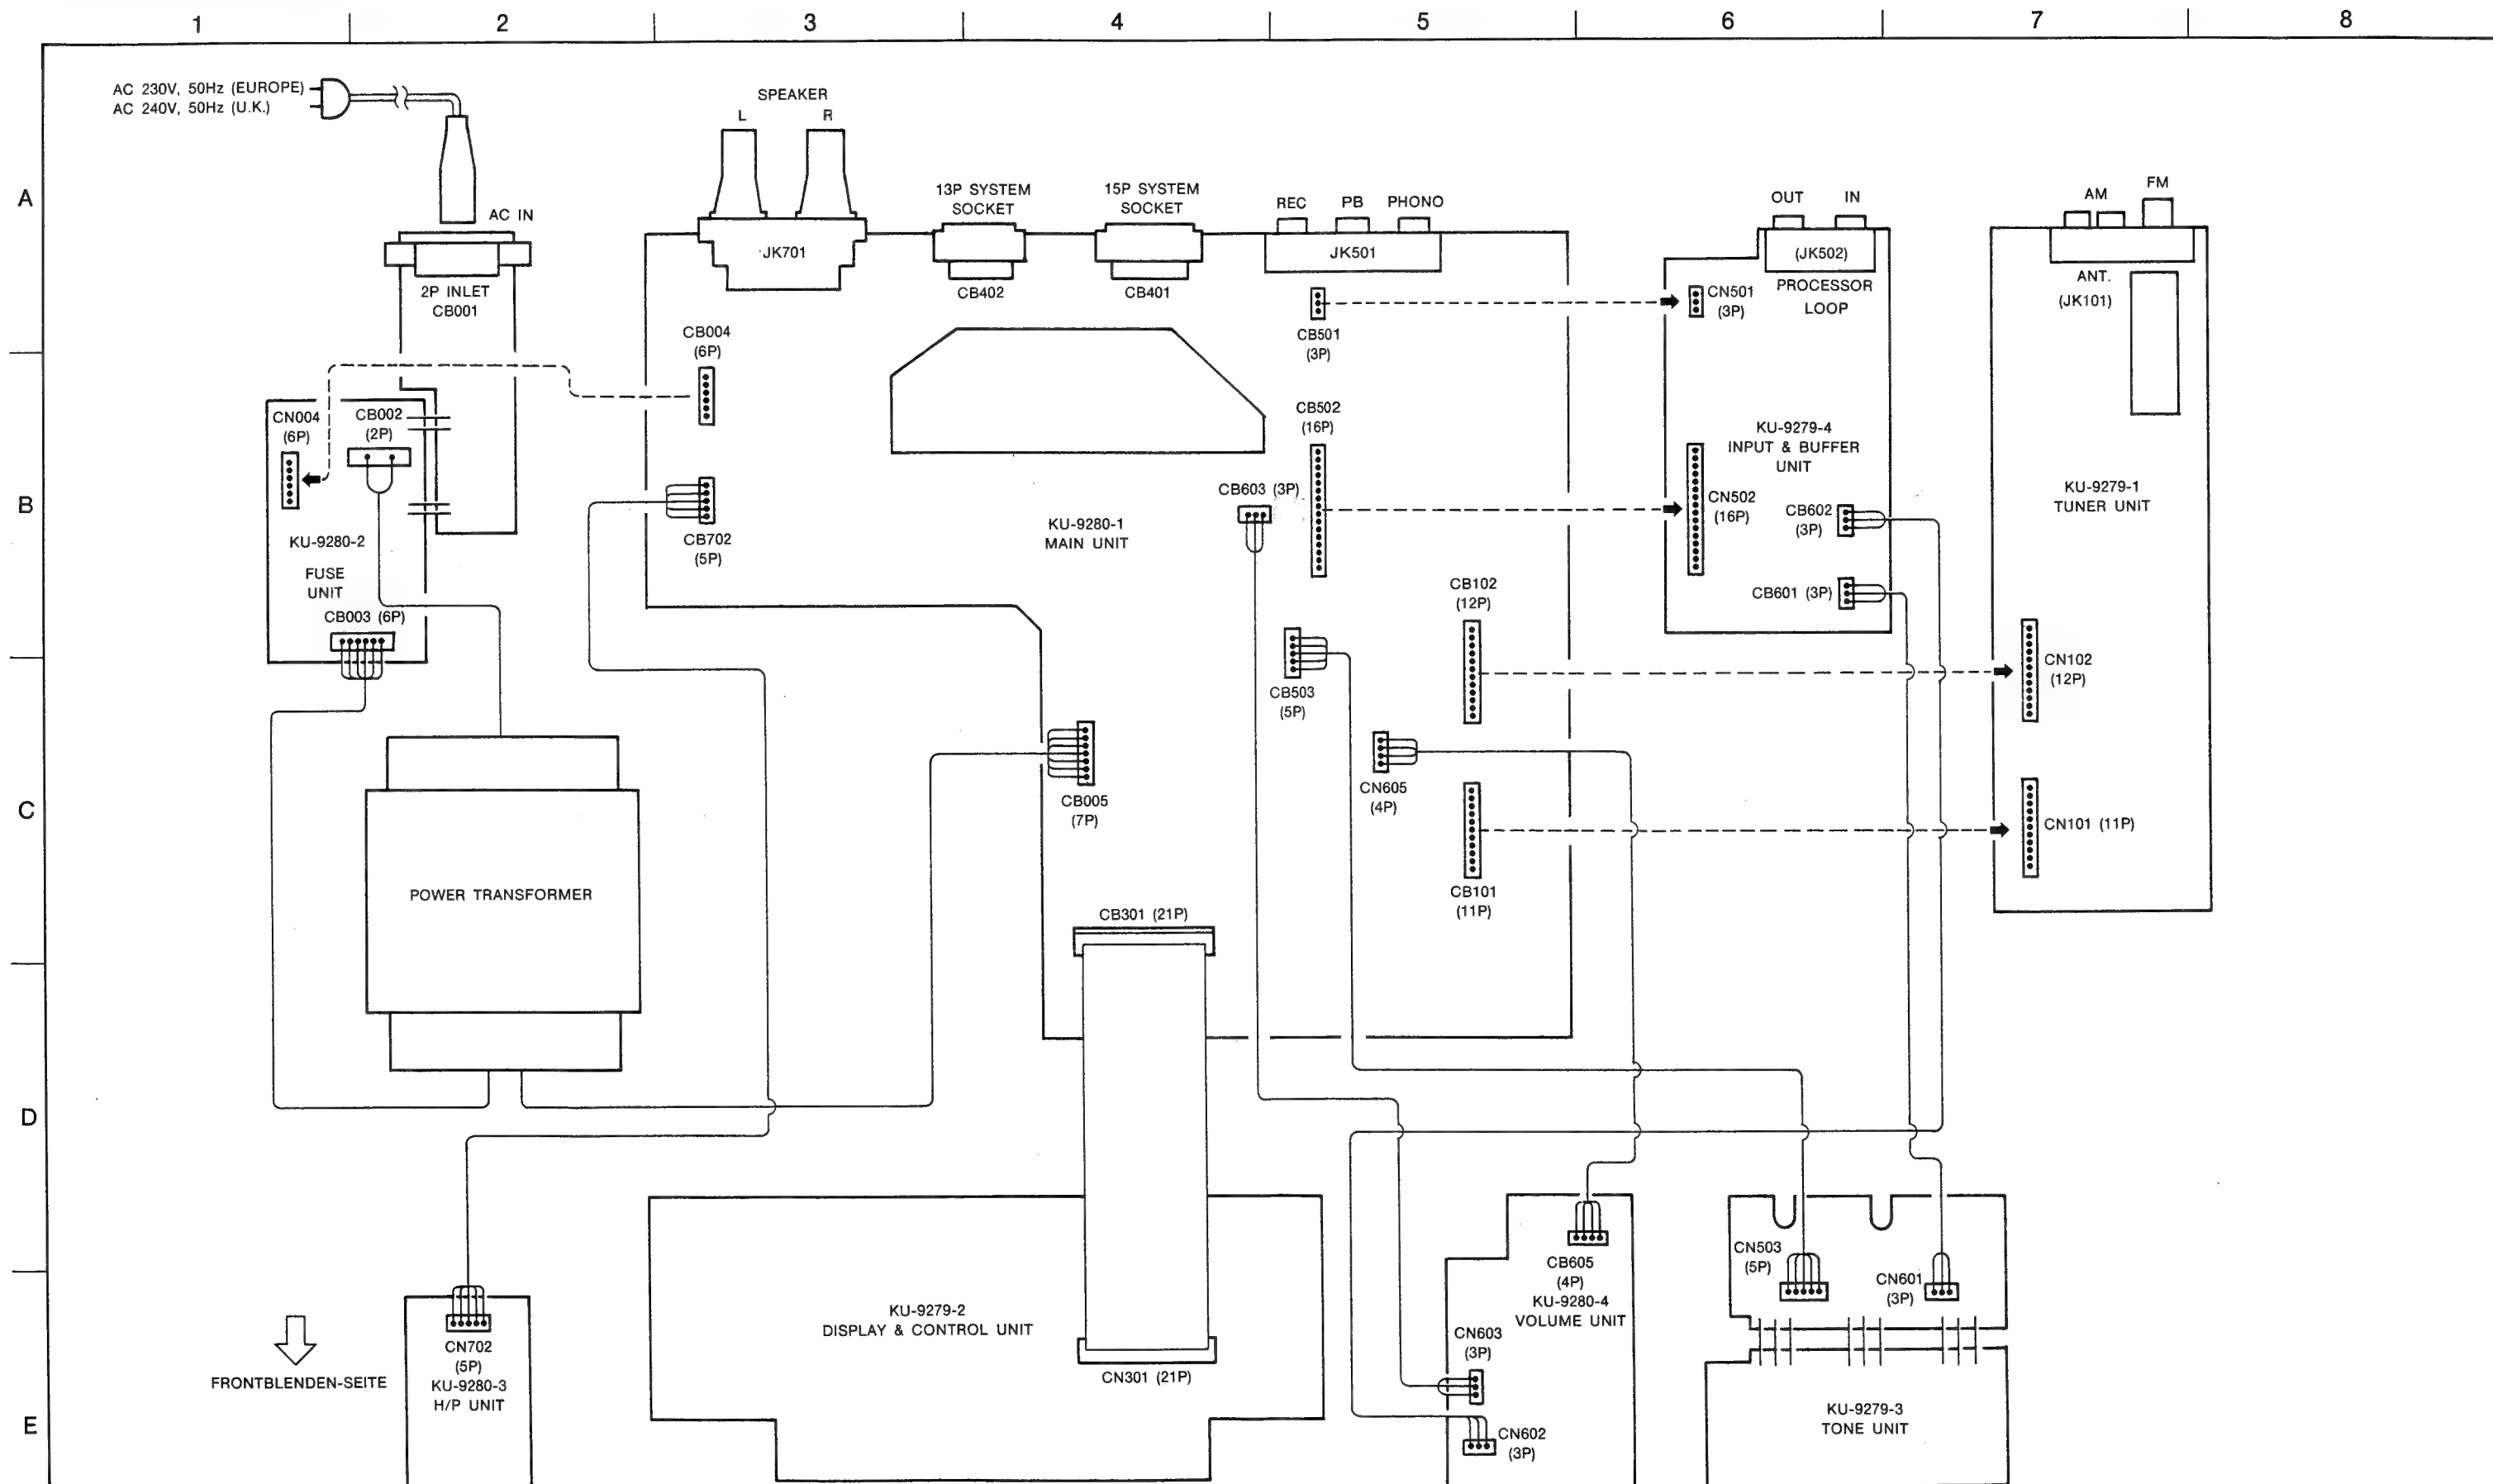 1 2 3 4 5 6 7 8
A
B
C
D
E
AC 230V, 50Hz (EUROPE)
AC 240V, 50Hz (U.K.)
AC IN
2P INLET
CB001
SPEAKER
L R
JK701
13P SYSTEM
SOCKET
CB402
15P SYSTEM
SOCKET
CB401
REC PB PHONO
JK501
OUT IN
(JK502)
PROCESSOR
LOOP
AM FM
ANT.
(JK101)
CB004
(6P)
CB501
(3P)
CN501
(3P)
CN004
(6P)
CB002
(2P)
KU-9280-2
FUSE
UNIT
CB003 (6P)
CB702
(5P)
KU-9280-1
MAIN UNIT
CB502
(16P)
CB603 (3P)
CB503
(5P)
CB102
(12P)
KU-9279-4
INPUT & BUFFER
UNIT
CN502
(16P)
CB602
(3P)
CB601 (3P)
KU-9279-1
TUNER UNIT
CN102
(12P)
CN101 (11P)
POWER TRANSFORMER
CB005
(7P)
CN605
(4P)
CB101
(11P)
CB301 (21P)
CN301 (21P)
KU-9279-2
DISPLAY & CONTROL UNIT
FRONTBLENDEN-SEITE
CN702
(5P)
KU-9280-3
H/P UNIT
CB605
(4P)
KU-9280-4
VOLUME UNIT
CN603
(3P)
CN602
(3P)
CN503
(5P)
CN601
(3P)
KU-9279-3
TONE UNIT